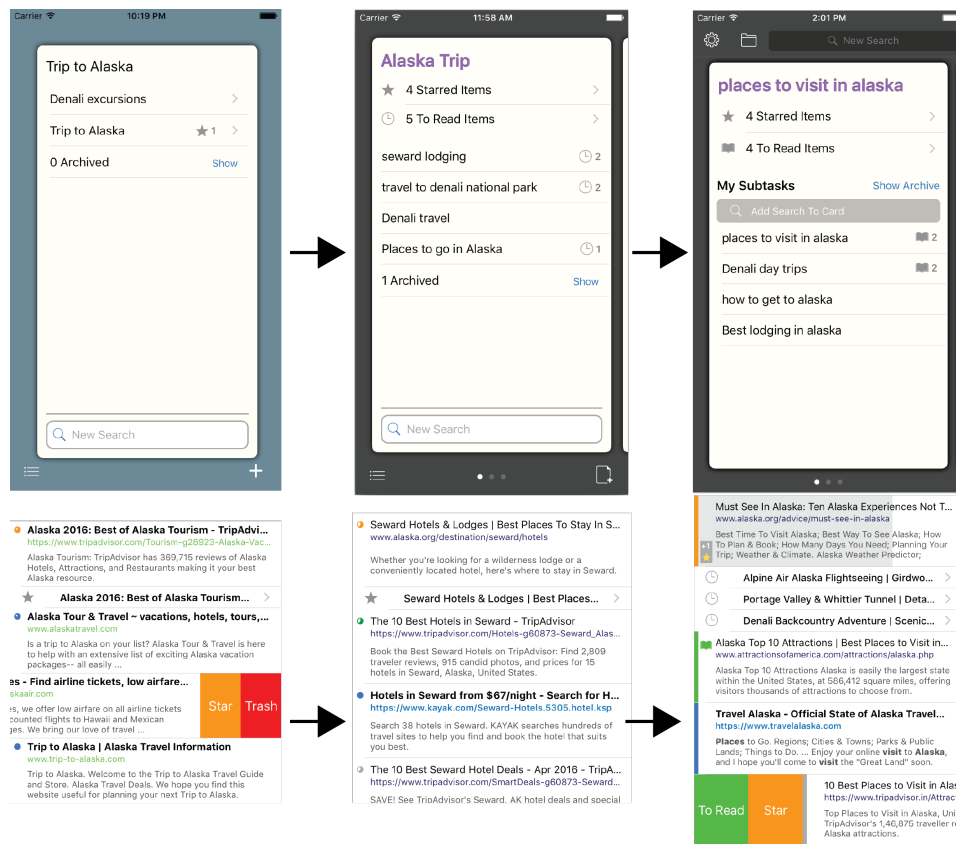 Carrier 10:19 PM
Trip to Alaska
Denali excursions
Trip to Alaska 1
0 Archived Show
New Search
Carrier 11:58 AM
Alaska Trip
4 Starred Items
5 To Read Items
seward lodging 2
travel to denali national park 2
Denali travel
Places to go in Alaska 1
1 Archived Show
New Search
Carrier 2:01 PM
New Search
places to visit in alaska
4 Starred Items
4 To Read Items
My Subtasks Show Archive
Add Search To Card
places to visit in alaska 2
Denali day trips 2
how to get to alaska
Best lodging in alaska
Alaska 2016: Best of Alaska Tourism - TripAdvi...
https://www.tripadvisor.com/Tourism-g28923-Alaska-Vac...
Alaska Tourism: TripAdvisor has 369,715 reviews of Alaska
Hotels, Attractions, and Restaurants making it your best
Alaska resource.
Alaska 2016: Best of Alaska Tourism...
Alaska Tour & Travel ~ vacations, hotels, tours,...
www.alaskatravel.com
Is a trip to Alaska on your list? Alaska Tour & Travel is here
to help with an extensive list of exciting Alaska vacation
packages-- all easily ...
es - Find airline tickets, low airfare...
skaair.com
es, we offer low airfare on all airline tickets
counted flights to Hawaii and Mexican
ges. We bring our love of travel ...
Star Trash
Trip to Alaska | Alaska Travel Information
www.trip-to-alaska.com
Trip to Alaska. Welcome to the Trip to Alaska Travel Guide
and Store. Alaska Travel Deals. We hope you find this
website useful for planning your next Trip to Alaska.
Seward Hotels & Lodges | Best Places To Stay In S...
www.alaska.org/destination/seward/hotels
Whether you're looking for a wilderness lodge or a
conveniently located hotel, here's where to stay in Seward.
Seward Hotels & Lodges | Best Places...
The 10 Best Hotels in Seward - TripAdvisor
https://www.tripadvisor.com/Hotels-g60873-Seward_Alas...
Book the Best Seward Hotels on TripAdvisor: Find 2,809
traveler reviews, 915 candid photos, and prices for 15
hotels in Seward, Alaska, United States.
Hotels in Seward from $67/night - Search for H...
https://www.kayak.com/Seward-Hotels.5305.hotel.ksp
Search 38 hotels in Seward. KAYAK searches hundreds of
travel sites to help you find and book the hotel that suits
you best.
The 10 Best Seward Hotel Deals - Apr 2016 - TripA...
https://www.tripadvisor.com/SmartDeals-g60873-Seward...
SAVE! See TripAdvisor's Seward, AK hotel deals and special
Must See In Alaska: Ten Alaska Experiences Not T...
www.alaska.org/advice/must-see-in-alaska
Best Time To Visit Alaska; Best Way To See Alaska; How
To Plan & Book; How Many Days You Need; Planning Your
Trip; Weather & Climate. Alaska Weather Predictor;
+1
Alpine Air Alaska Flightseeing | Girdwo...
Portage Valley & Whittier Tunnel | Deta...
Denali Backcountry Adventure | Scenic...
Alaska Top 10 Attractions | Best Places to Visit in...
www.attractionsofamerica.com/attractions/alaska.php
Alaska Top 10 Attractions Alaska is easily the largest state
within the United States, at 586,412 square miles, offering
visitors thousands of attractions to choose from.
Travel Alaska - Official State of Alaska Travel...
https://www.travelalaska.com
Places to Go. Regions; Cities & Towns; Parks & Public
Lands; Things to Do. ... Enjoy your online visit to Alaska,
and I hope you'll come to visit the "Great Land" soon.
To Read Star
10 Best Places to Visit in Alas
https://www.tripadvisor.in/Attrac
Top Places to Visit in Alaska, Uni
TripAdvisor's 1,46,875 traveller re
Alaska attractions.